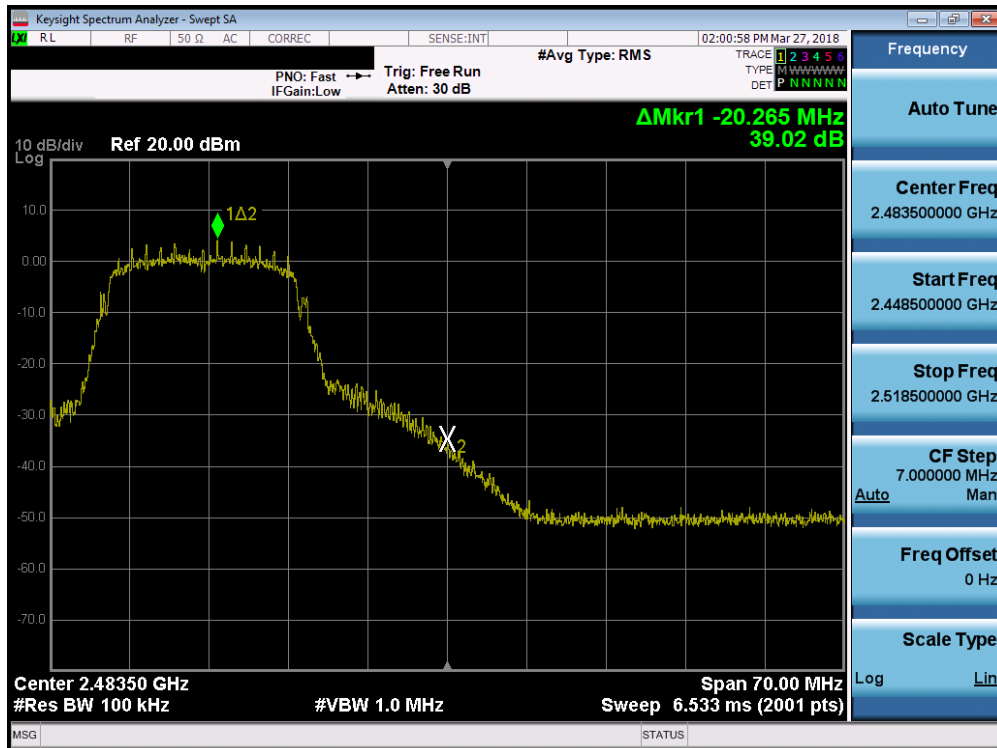 Keysight Spectrum Analyzer - Swept SA
LXI RL RF 50 Ω AC CORREC SENSE:INT 02:00:58 PM Mar 27, 2018
#Avg Type: RMS TRACE 1 2 3 4 5 6
PNO: Fast Trig: Free Run TYPE M WWWWW
IFGain:Low Atten: 30 dB DET P N N N N N
ΔMkr1 -20.265 MHz
39.02 dB
10 dB/div Ref 20.00 dBm
Log
1Δ2
10.0
0.00
-10.0
-20.0
-30.0
X2
-40.0
-50.0
-60.0
-70.0
Center 2.48350 GHz Span 70.00 MHz
#Res BW 100 kHz #VBW 1.0 MHz Sweep 6.533 ms (2001 pts)
MSG STATUS
Frequency
Auto Tune
Center Freq
2.483500000 GHz
Start Freq
2.448500000 GHz
Stop Freq
2.518500000 GHz
CF Step
7.000000 MHz
Auto Man
Freq Offset
0 Hz
Scale Type
Log Lin